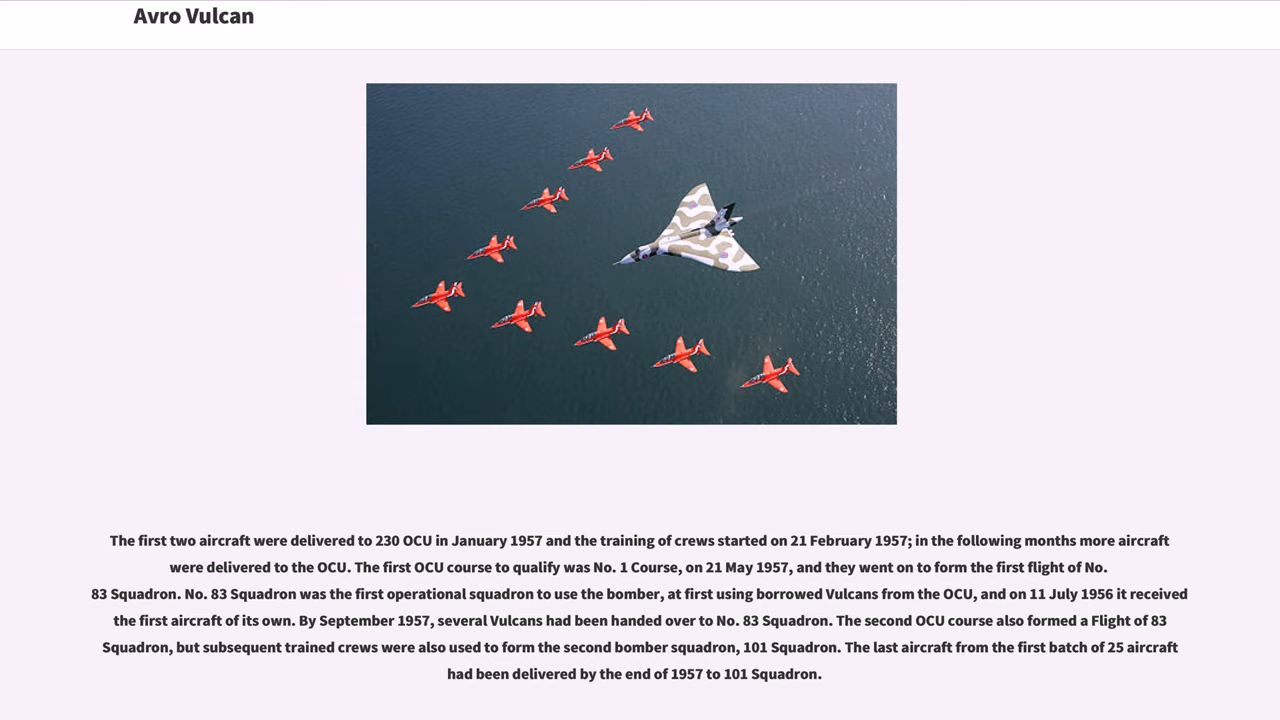 Avro Vulcan
The first two aircraft were delivered to 230 OCU in January 1957 and the training of crews started on 21 February 1957; in the following months more aircraft
were delivered to the OCU. The first OCU course to qualify was No. 1 Course, on 21 May 1957, and they went on to form the first flight of No.
83 Squadron. No. 83 Squadron was the first operational squadron to use the bomber, at first using borrowed Vulcans from the OCU, and on 11 July 1956 it received
the first aircraft of its own. By September 1957, several Vulcans had been handed over to No. 83 Squadron. The second OCU course also formed a Flight of 83
Squadron, but subsequent trained crews were also used to form the second bomber squadron, 101 Squadron. The last aircraft from the first batch of 25 aircraft
had been delivered by the end of 1957 to 101 Squadron.